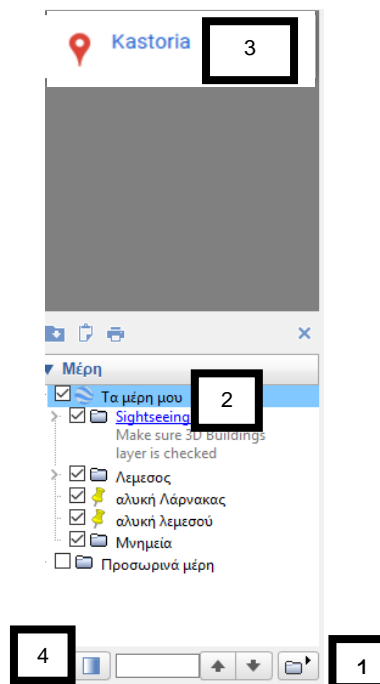 Kastoria
3
Μέρη
Τα μέρη μου
2
Sightseeing
Make sure 3D Buildings
layer is checked
Λεμεσος
αλυκή Λάρνακας
αλυκή λεμεσού
Μνημεία
Προσωρινά μέρη
4
1